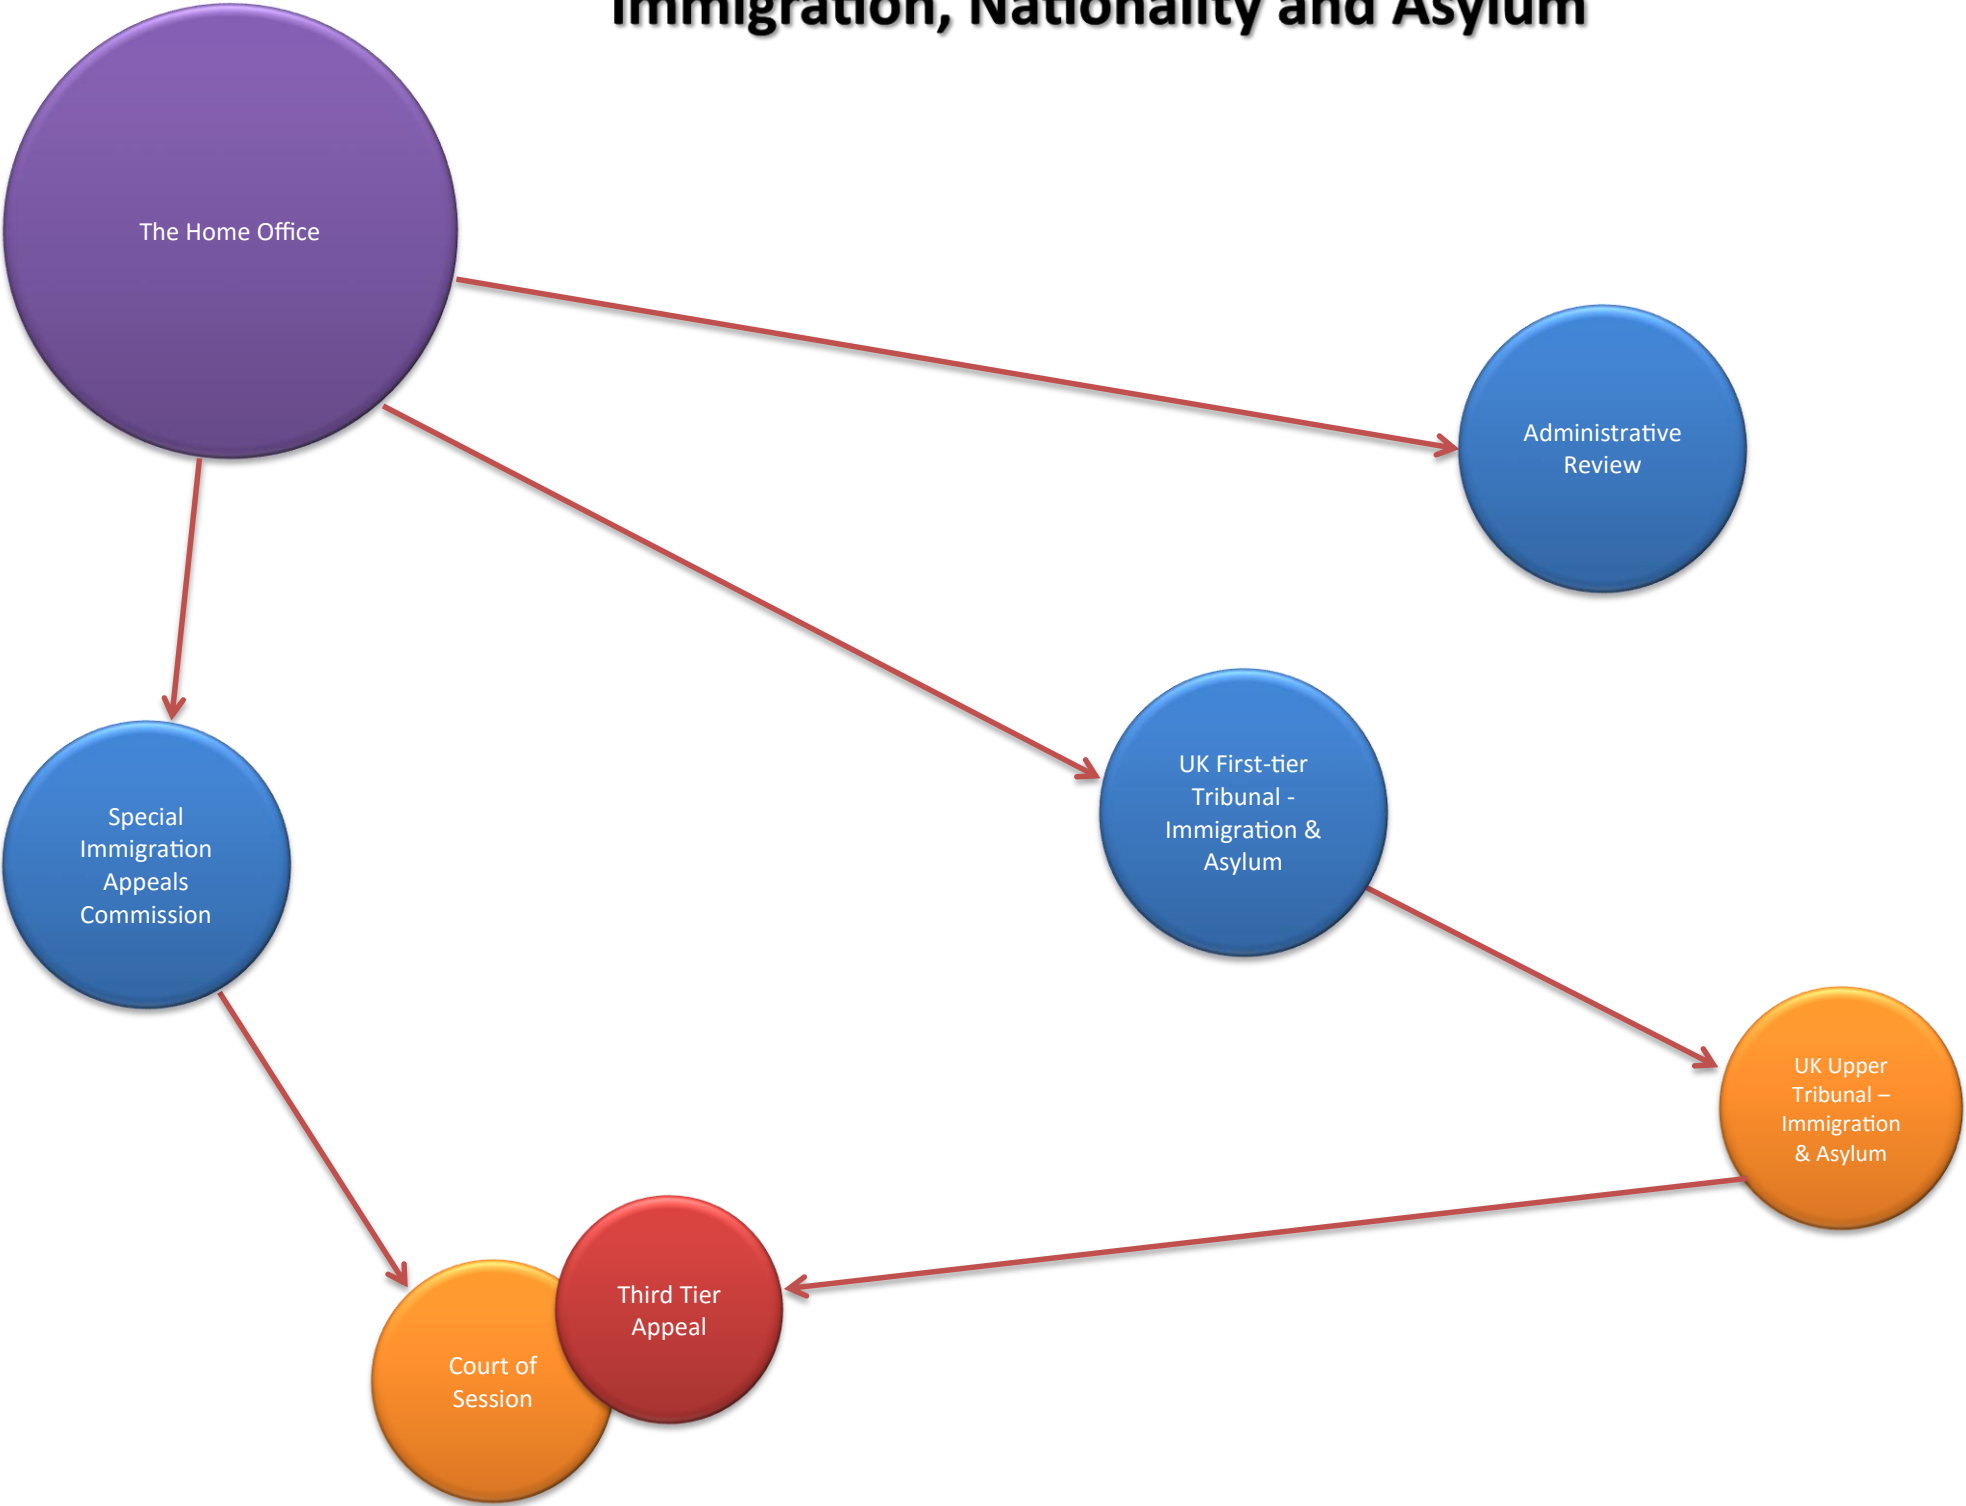 Immigration, Nationality and Asylum
The Home Office
Administrative
Review
UK First-tier
Tribunal -
Immigration &
Asylum
Special
Immigration
Appeals
Commission
UK Upper
Tribunal –
Immigration
& Asylum
Third Tier
Appeal
Court of
Session